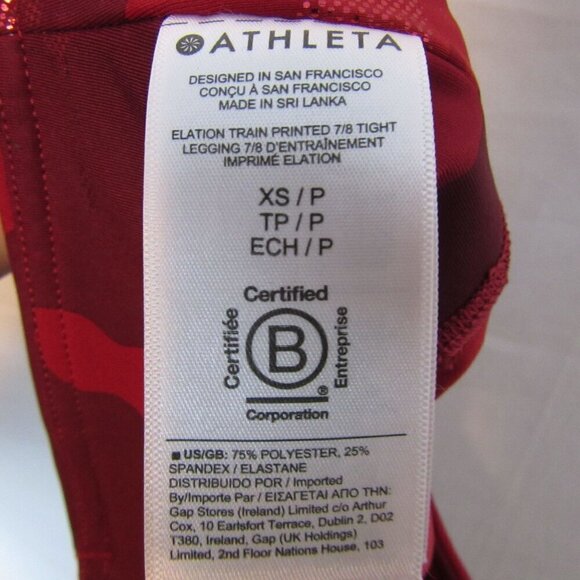 ATHLETA
DESIGNED IN SAN FRANCISCO
CONÇU À SAN FRANCISCO
MADE IN SRI LANKA
ELATION TRAIN PRINTED 7/8 TIGHT
LEGGING 7/8 D'ENTRAÎNEMENT
IMPRIMÉ ELATION
XS / P
TP / P
ECH / P
Certified
Certifiée
B
Entreprise
®
Corporation
US/GB: 75% POLYESTER, 25%
SPANDEX / ELASTANE
DISTRIBUIDO POR / Imported
By/Importe Par / ΕΙΣΑΓΕΤΑΙ ΑΠΟ ΤΗΝ:
Gap Stores (Ireland) Limited c/o Arthur
Cox, 10 Earlsfort Terrace, Dublin 2, D02
T380, Ireland, Gap (UK Holdings)
Limited, 2nd Floor Nations House, 103